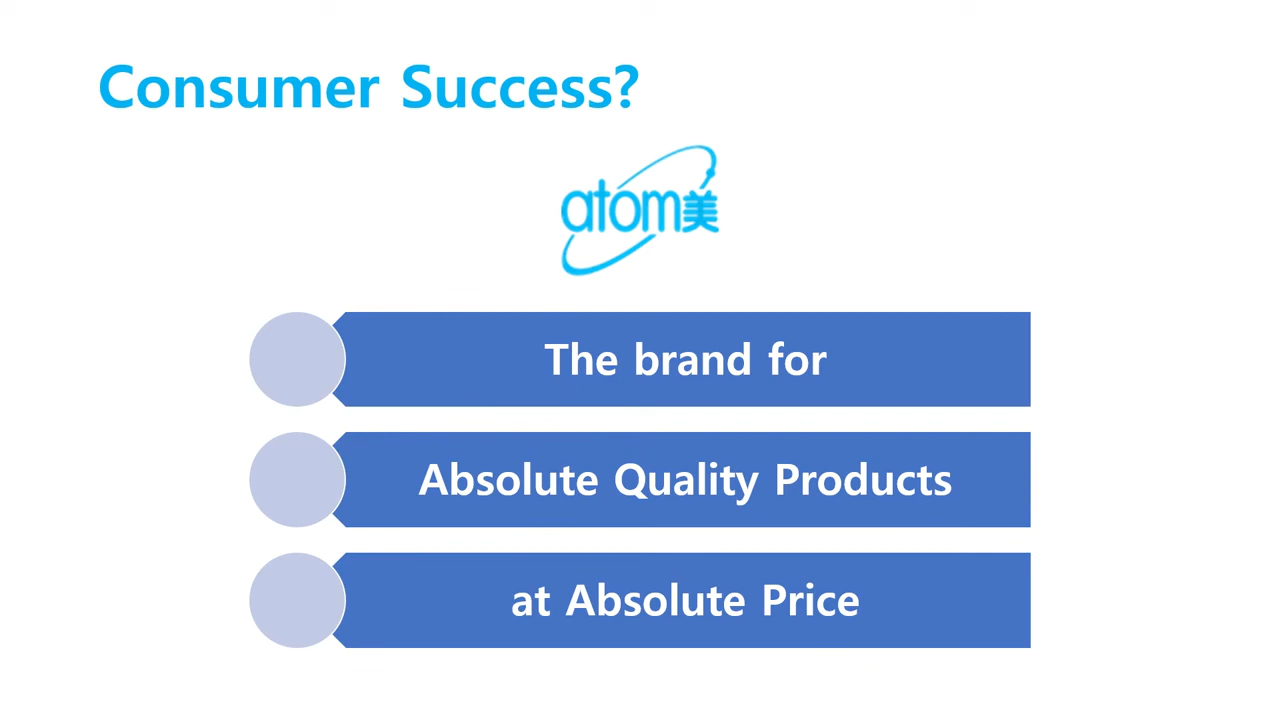 Consumer Success?
atom美
The brand for
Absolute Quality Products
at Absolute Price